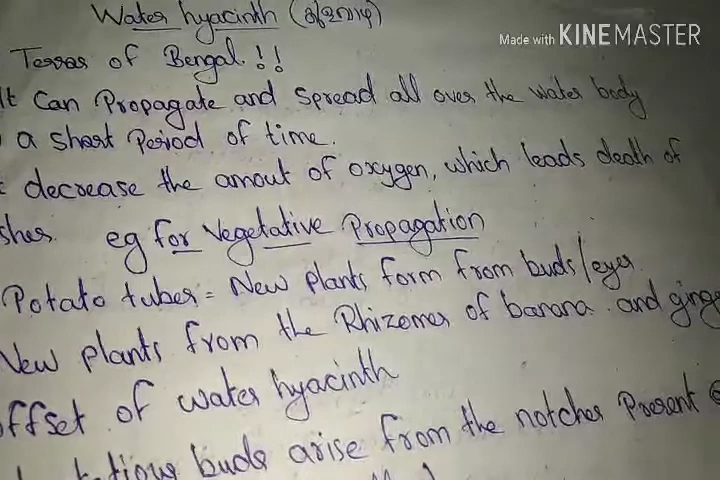 Water hyacinth
Made with KINEMASTER
Terras of Bengal!!
It Can Propagate and spread all over the water body
a short Period of time.
decrease the amout of oxygen, which leads death of
shes. eg for Vegetative Propagation
Potato tuber = New plants form from buds/eyes
New plants from the Rhizomes of banana and ginge
offset of water hyacinth
buds arise from the notches Present